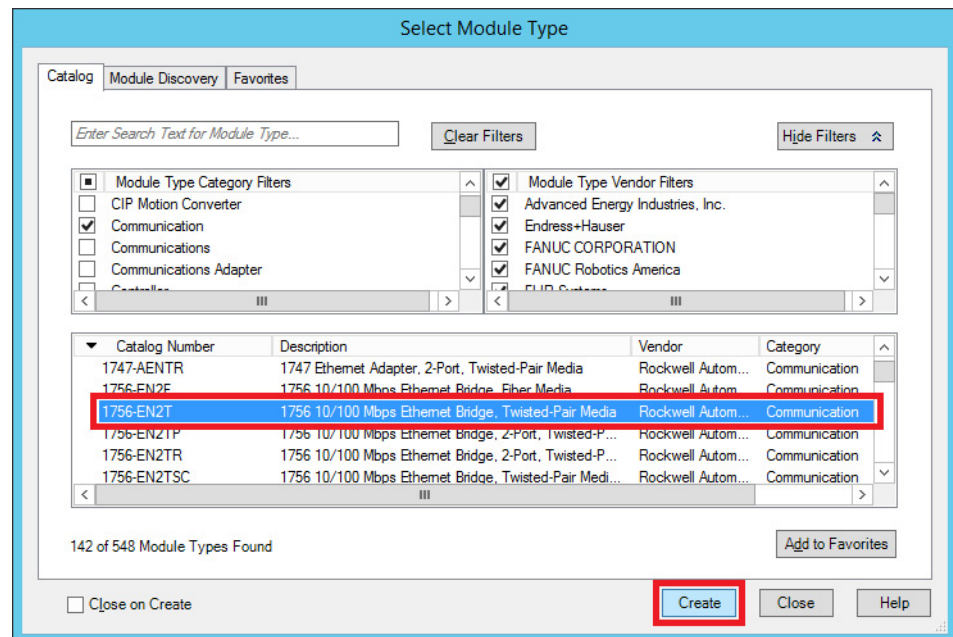 Select Module Type
Catalog Module Discovery Favorites
Enter Search Text for Module Type... Clear Filters Hide Filters
Module Type Category Filters
CIP Motion Converter
Communication
Communications
Communications Adapter
Controller
Module Type Vendor Filters
Advanced Energy Industries, Inc.
Endress+Hauser
FANUC CORPORATION
FANUC Robotics America
FLIR Systems
Catalog Number Description Vendor Category
1747-AENTR 1747 Ethernet Adapter, 2-Port, Twisted-Pair Media Rockwell Autom... Communication
1756-EN2F 1756 10/100 Mbps Ethernet Bridge, Fiber Media Rockwell Autom... Communication
1756-EN2T 1756 10/100 Mbps Ethernet Bridge, Twisted-Pair Media Rockwell Autom... Communication
1756-EN2TP 1756 10/100 Mbps Ethernet Bridge, 2-Port, Twisted-P... Rockwell Autom... Communication
1756-EN2TR 1756 10/100 Mbps Ethernet Bridge, 2-Port, Twisted-P... Rockwell Autom... Communication
1756-EN2TSC 1756 10/100 Mbps Ethernet Bridge, Twisted-Pair Medi... Rockwell Autom... Communication
142 of 548 Module Types Found Add to Favorites
Close on Create Create Close Help